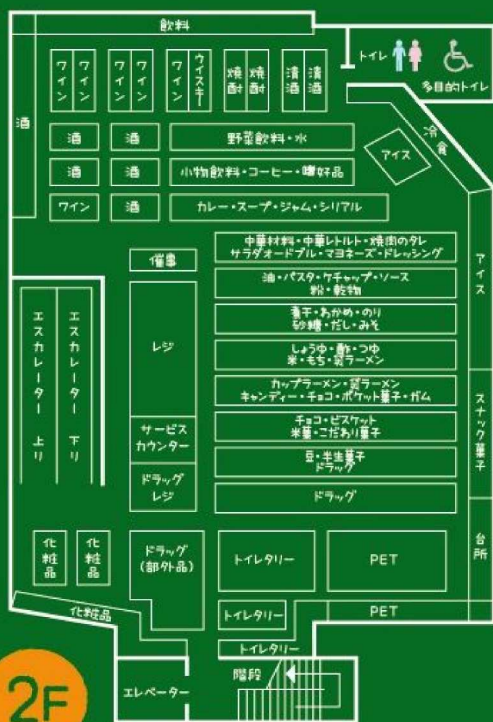 飲料
トイレ
多目的トイレ
酒
ワイン
ワイン
ワイン
ワイン
ワイン
ウイスキー
焼酎
焼酎
清酒
清酒
冷食
酒
酒
野菜飲料・水
アイス
酒
酒
小物飲料・コーヒー・嗜好品
ワイン
酒
カレー・スープ・ジャム・シリアル
催事
中華材料・中華レトルト・焼肉のタレ
サラダオードブル・マヨネーズ・ドレッシング
アイス
油・パスタ・ケチャップ・ソース
粉・乾物
エスカレーター 上り
エスカレーター 下り
レジ
煮干・わかめ・のり
砂糖・だし・みそ
しょうゆ・酢・つゆ
米・もち・袋ラーメン
カップラーメン・袋ラーメン
キャンディー・チョコ・ポケット菓子・ガム
スナック菓子
サービス
カウンター
チョコ・ビスケット
米菓・こだわり菓子
豆・半生菓子
ドラッグ
ドラッグ
レジ
ドラッグ
台所
化粧品
化粧品
ドラッグ
(部外品)
トイレタリー
PET
化粧品
トイレタリー
PET
トイレタリー
2F
エレベーター
階段